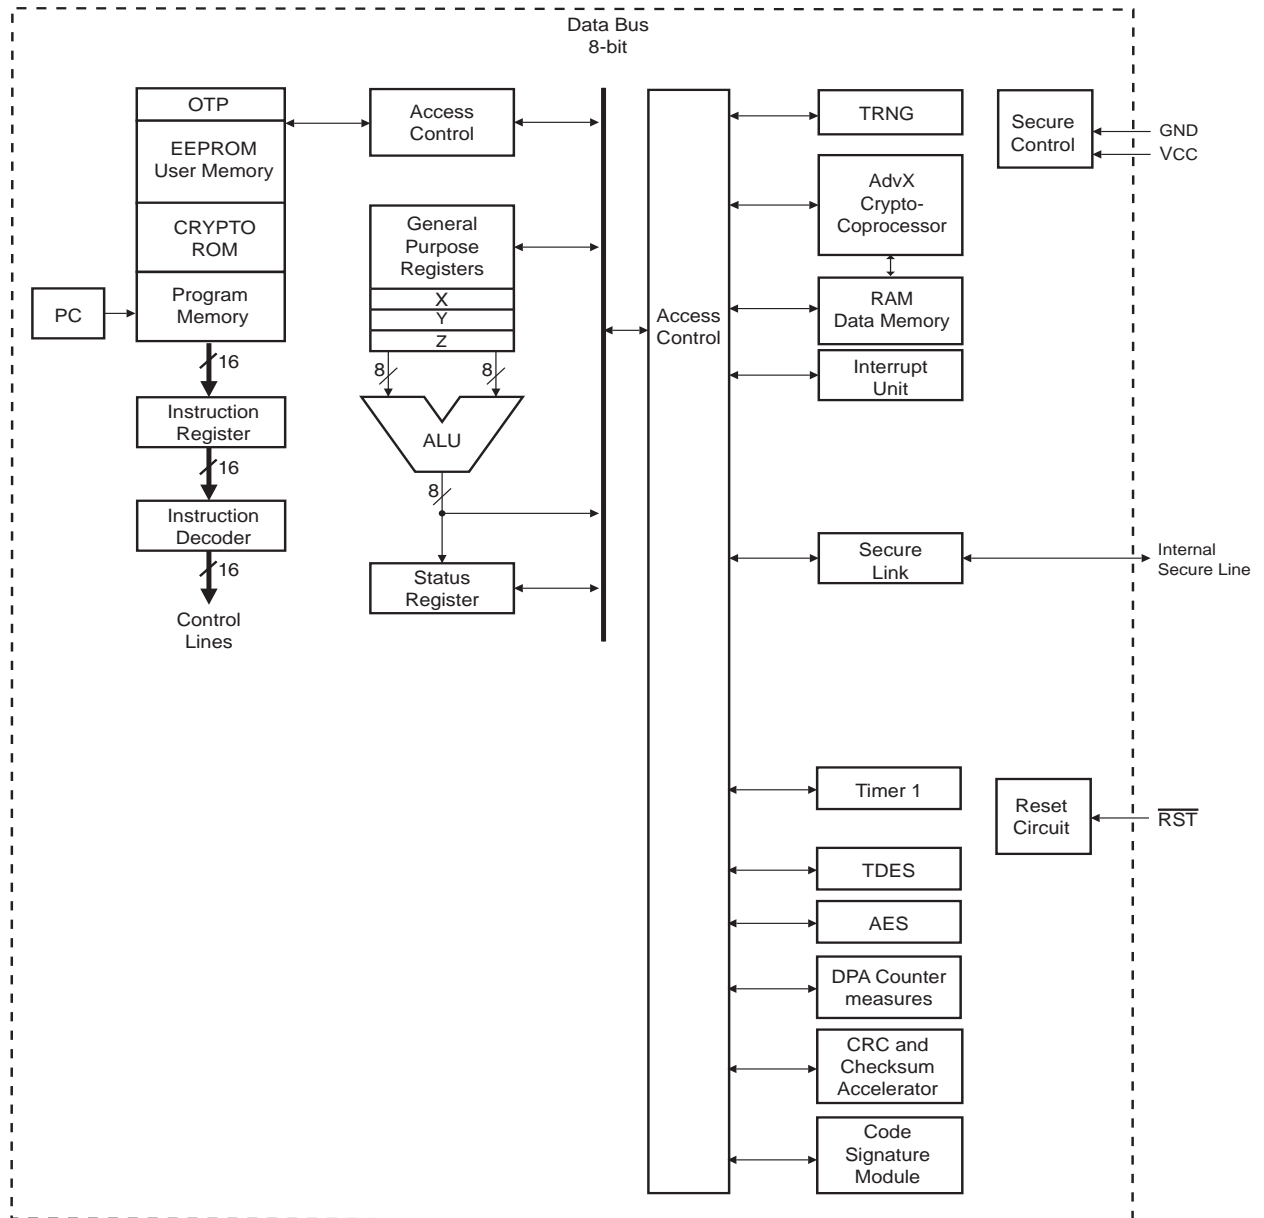 Data Bus
8-bit
OTP
EEPROM
User Memory
CRYPTO
ROM
Program
Memory
PC
16
Instruction
Register
16
Instruction
Decoder
16
Control
Lines
Access
Control
General
Purpose
Registers
X
Y
Z
8
8
ALU
8
Status
Register
Access
Control
TRNG
AdvX
Crypto-
Coprocessor
RAM
Data Memory
Interrupt
Unit
Secure
Link
Timer 1
TDES
AES
DPA Counter
measures
CRC and
Checksum
Accelerator
Code
Signature
Module
Secure
Control
GND
VCC
Internal
Secure Line
Reset
Circuit
RST